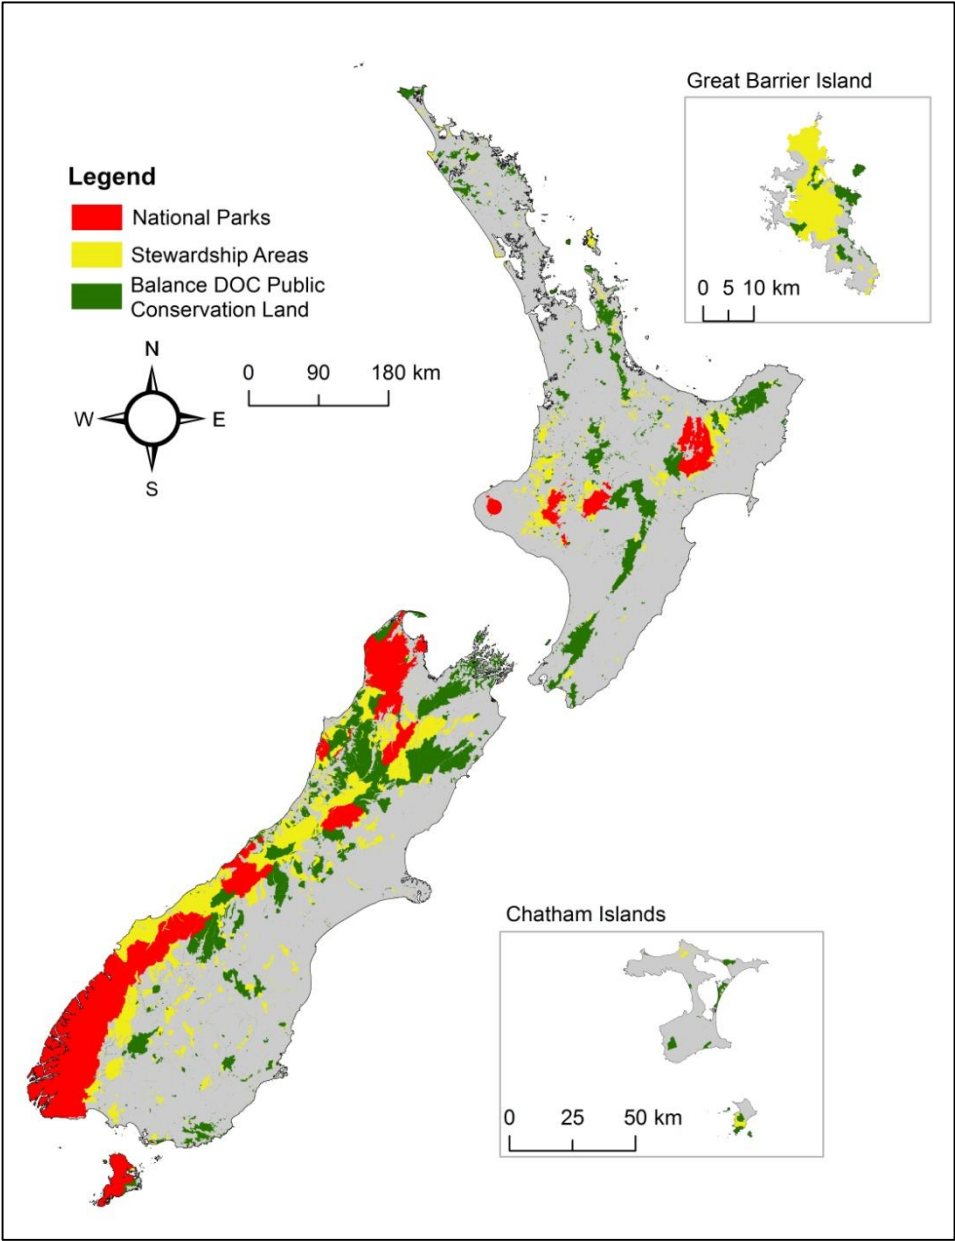 Great Barrier Island
0 5 10 km
Legend
National Parks
Stewardship Areas
Balance DOC Public
Conservation Land
N
W E
S
0 90 180 km
Chatham Islands
0 25 50 km